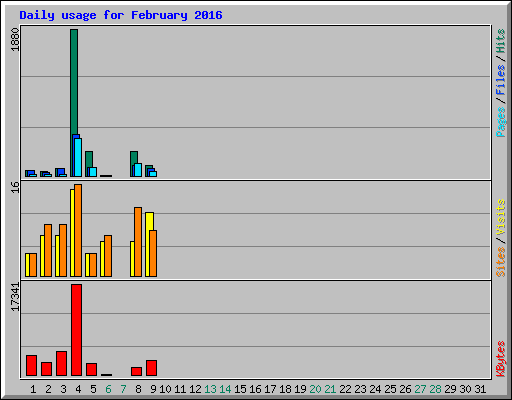 Daily usage for February 2016
1880
Pages / Files / Hits
16
Sites / Visits
17341
KBytes
1 2 3 4 5 6 7 8 9 10 11 12 13 14 15 16 17 18 19 20 21 22 23 24 25 26 27 28 29 30 31